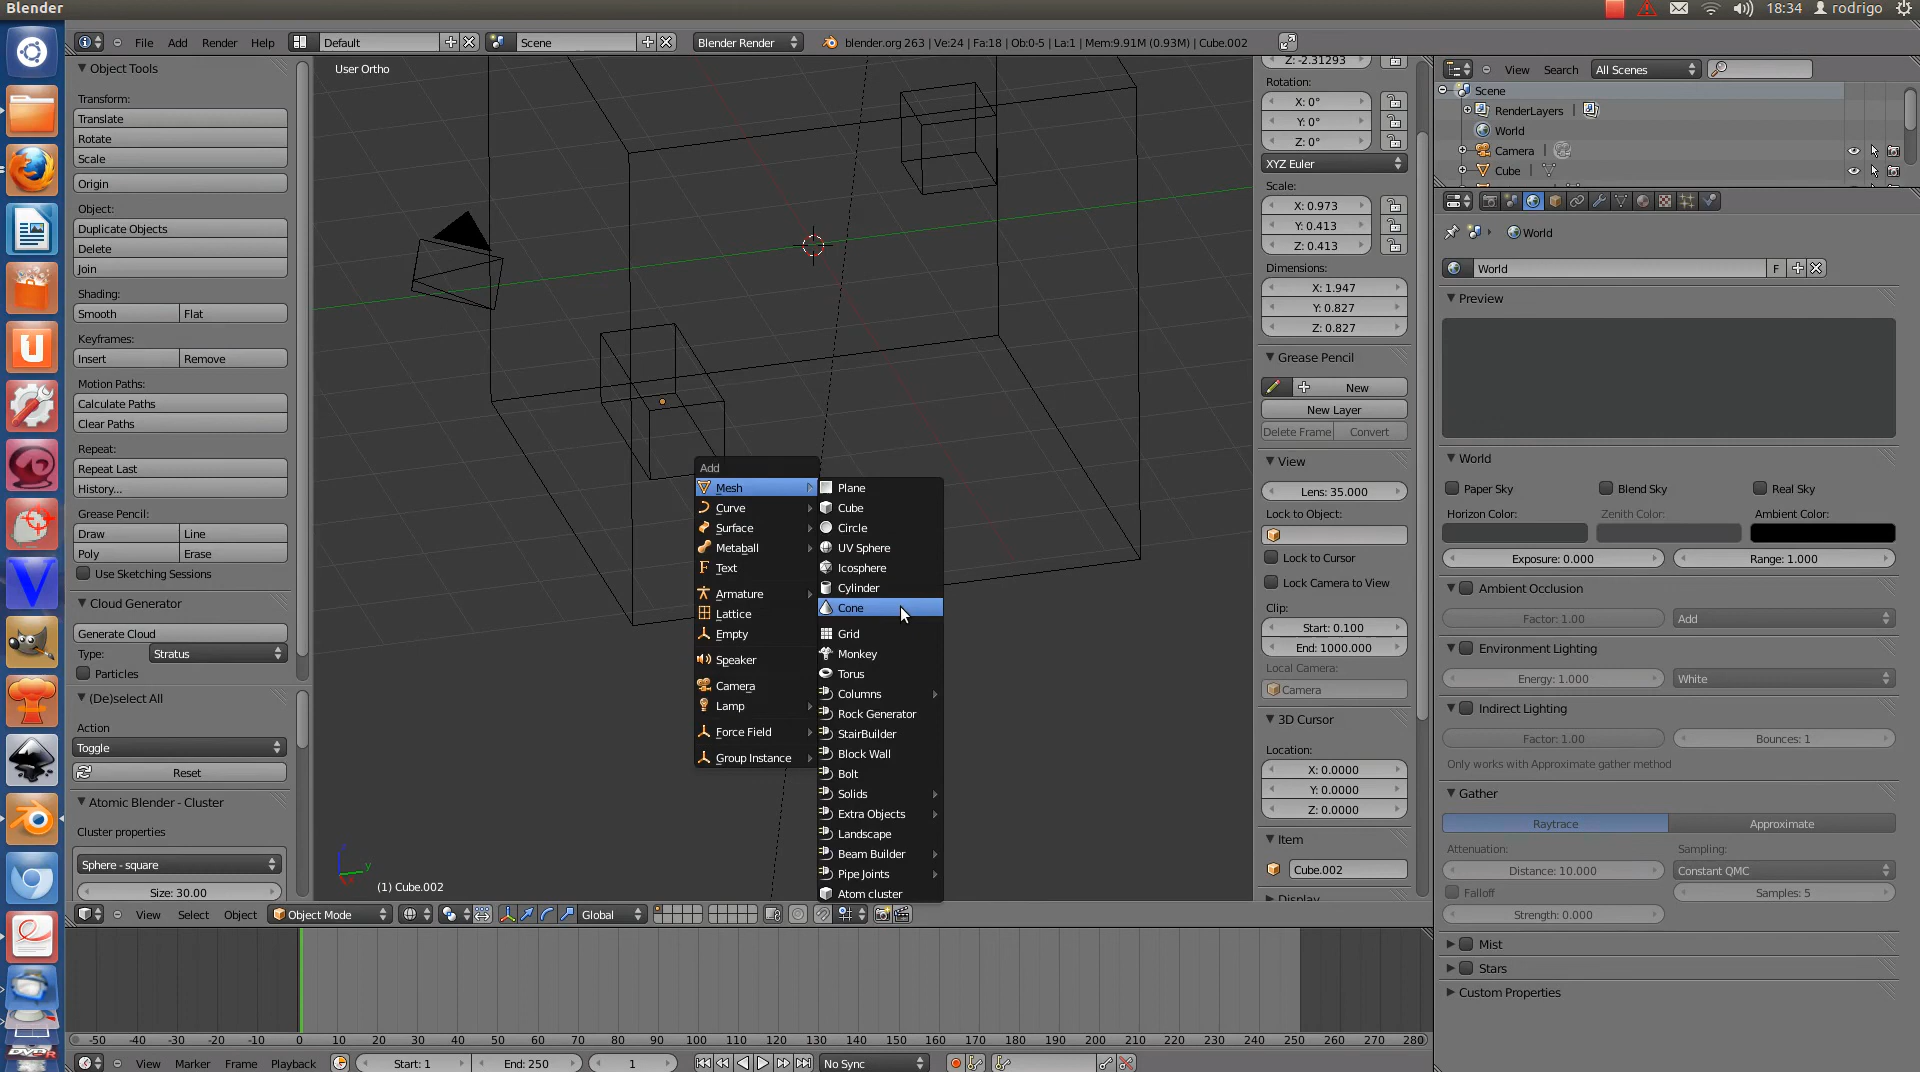 Blender
18:34 rodrigo
File Add Render Help
Default
Scene
Blender Render
blender.org 263 | Ve:24 | Fa:18 | Ob:0-5 | La:1 | Mem:9.91M (0.93M) | Cube.002
Object Tools
Transform:
Translate
Rotate
Scale
Origin
Object:
Duplicate Objects
Delete
Join
Shading:
Smooth Flat
Keyframes:
Insert Remove
Motion Paths:
Calculate Paths
Clear Paths
Repeat:
Repeat Last
History...
Grease Pencil:
Draw Line
Poly Erase
Use Sketching Sessions
Cloud Generator
Generate Cloud
Type: Stratus
Particles
(De)select All
Action
Toggle
Reset
Atomic Blender - Cluster
Cluster properties
Sphere - square
Size: 30.00
User Ortho
Add
Mesh
Curve
Surface
Metaball
Text
Armature
Lattice
Empty
Speaker
Camera
Lamp
Force Field
Group Instance
Plane
Cube
Circle
UV Sphere
Icosphere
Cylinder
Cone
Grid
Monkey
Torus
Columns
Rock Generator
StairBuilder
Block Wall
Bolt
Solids
Extra Objects
Landscape
Beam Builder
Pipe Joints
Atom cluster
y
(1) Cube.002
View Select Object Object Mode Global
Z: -2.31293
Rotation:
X: 0°
Y: 0°
Z: 0°
XYZ Euler
Scale:
X: 0.973
Y: 0.413
Z: 0.413
Dimensions:
X: 1.947
Y: 0.827
Z: 0.827
Grease Pencil
New
New Layer
Delete Frame Convert
View
Lens: 35.000
Lock to Object:
Lock to Cursor
Lock Camera to View
Clip:
Start: 0.100
End: 1000.000
Local Camera:
Camera
3D Cursor
Location:
X: 0.0000
Y: 0.0000
Z: 0.0000
Item
Cube.002
Display
View Search All Scenes
Scene
RenderLayers
World
Camera
Cube
World
World F
Preview
World
Paper Sky Blend Sky Real Sky
Horizon Color: Zenith Color: Ambient Color:
Exposure: 0.000 Range: 1.000
Ambient Occlusion
Factor: 1.00 Add
Environment Lighting
Energy: 1.000 White
Indirect Lighting
Factor: 1.00 Bounces: 1
Only works with Approximate gather method
Gather
Raytrace Approximate
Attenuation: Sampling:
Distance: 10.000 Constant QMC
Falloff Samples: 5
Strength: 0.000
Mist
Stars
Custom Properties
-50 -40 -30 -20 -10 0 10 20 30 40 50 60 70 80 90 100 110 120 130 140 150 160 170 180 190 200 210 220 230 240 250 260 270 280
View Marker Frame Playback Start: 1 End: 250 1 No Sync